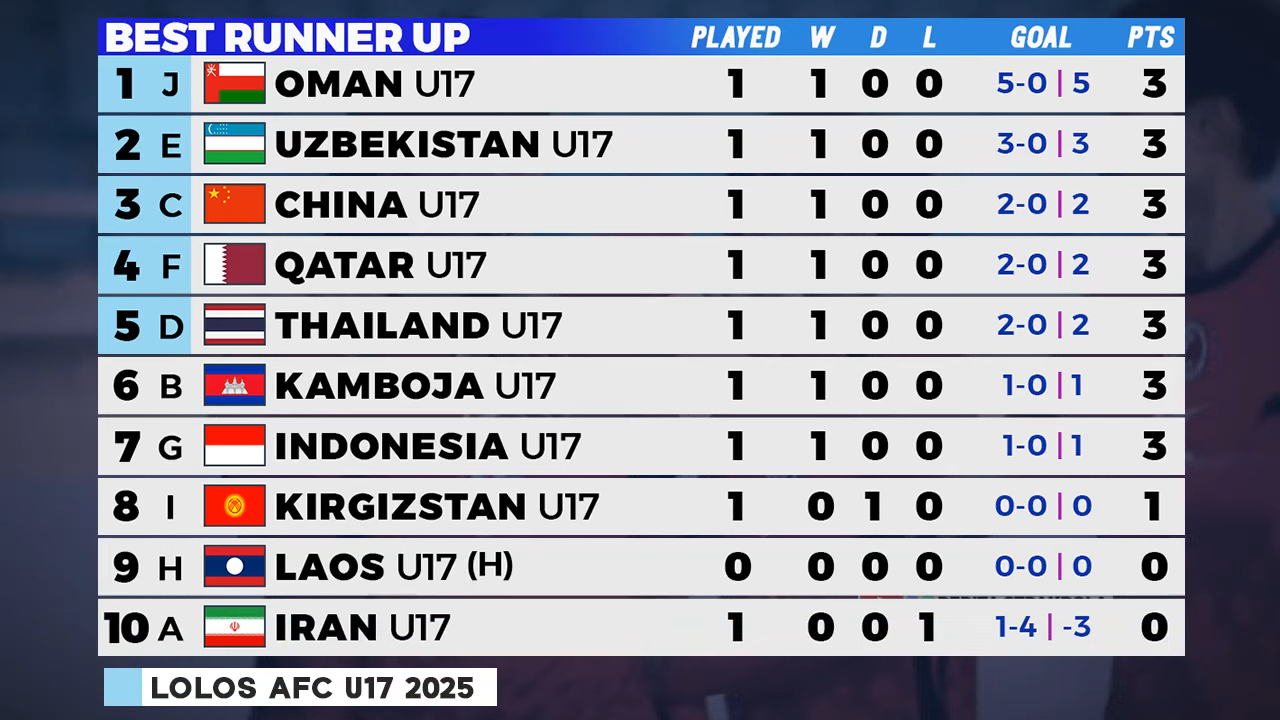 BEST RUNNER UP PLAYED W D L GOAL PTS
1 J OMAN U17 1 1 0 0 5-0 | 5 3
2 E UZBEKISTAN U17 1 1 0 0 3-0 | 3 3
3 C CHINA U17 1 1 0 0 2-0 | 2 3
4 F QATAR U17 1 1 0 0 2-0 | 2 3
5 D THAILAND U17 1 1 0 0 2-0 | 2 3
6 B KAMBOJA U17 1 1 0 0 1-0 | 1 3
7 G INDONESIA U17 1 1 0 0 1-0 | 1 3
8 I KIRGIZSTAN U17 1 0 1 0 0-0 | 0 1
9 H LAOS U17 (H) 0 0 0 0 0-0 | 0 0
10 A IRAN U17 1 0 0 1 1-4 | -3 0
LOLOS AFC U17 2025